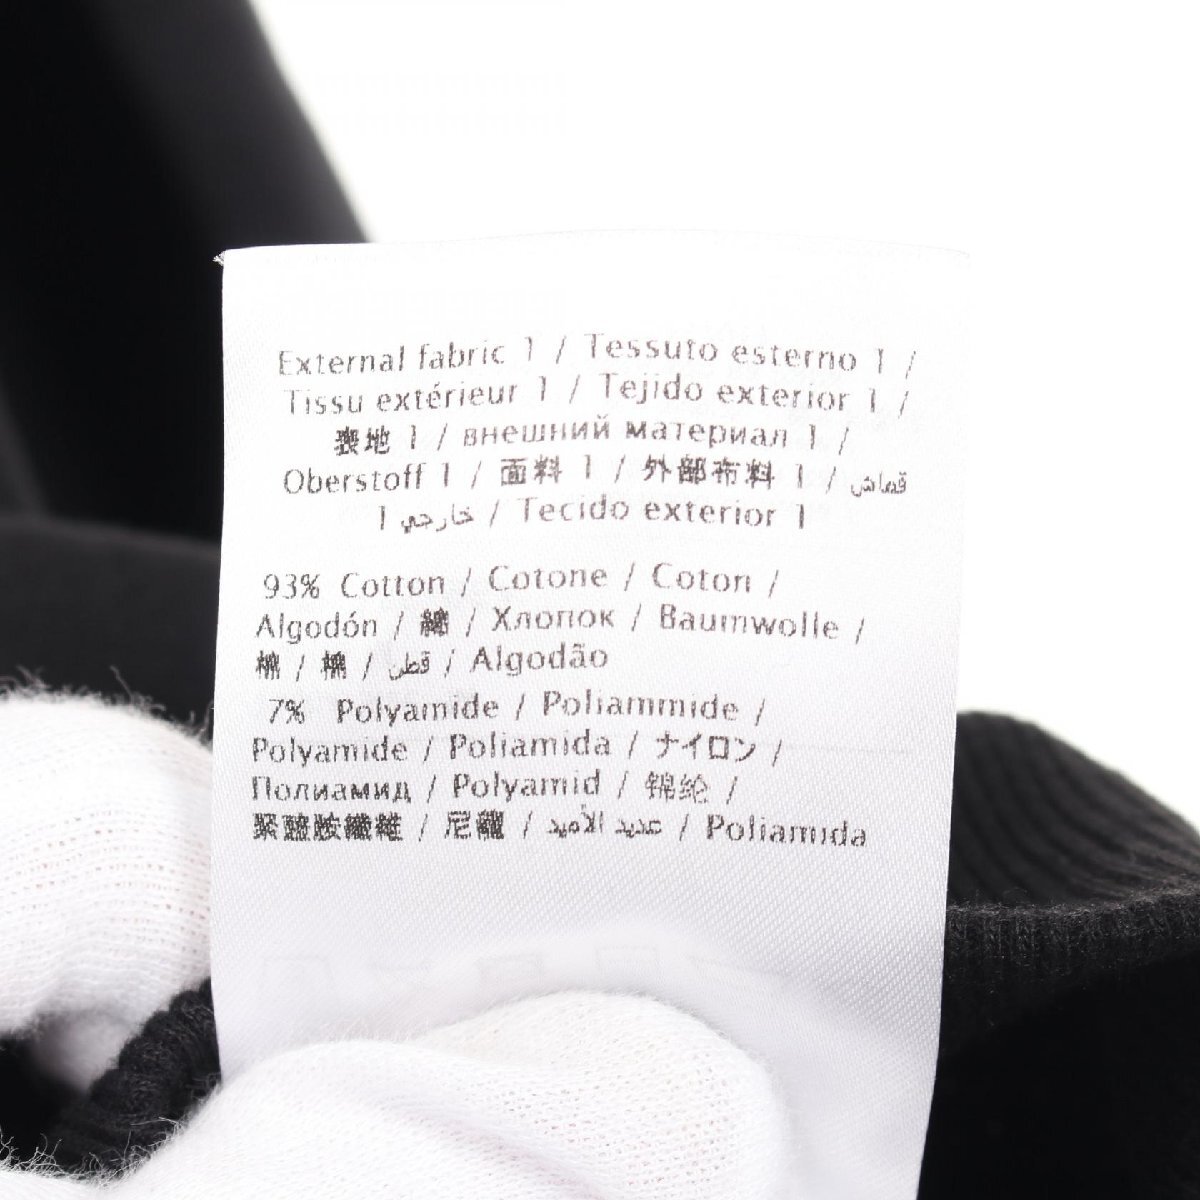 External fabric 1 / Tessuto esterno 1 /
Tissu extérieur 1 / Tejido exterior 1 /
表地 1 / внешний материал 1 /
Oberstoff 1 / 面料 1 / 外部布料 1 / قماش
خارجي 1 / Tecido exterior 1
93% Cotton / Cotone / Coton /
Algodón / 綿 / Хлопок / Baumwolle /
棉 / 棉 / قطن / Algodão
7% Polyamide / Poliammide /
Polyamide / Poliamida / ナイロン /
Полиамид / Polyamid / 锦纶 /
聚醯胺纖維 / 尼龍 / عديد الأميد / Poliamida